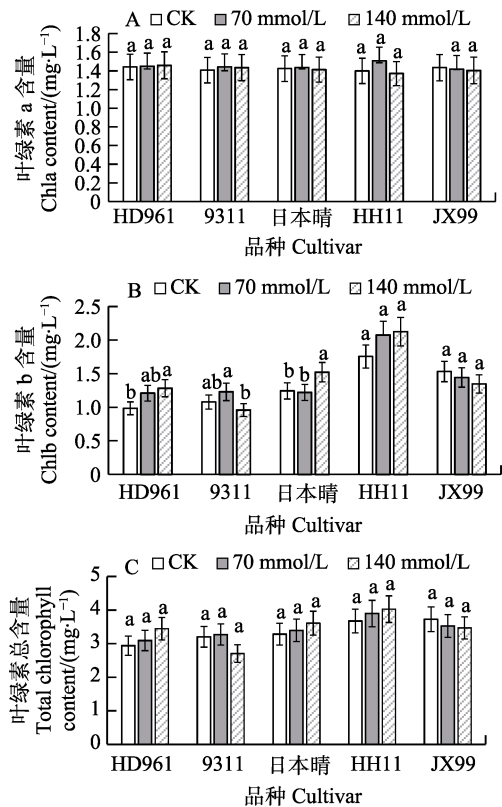 A
CK 70 mmol/L 140 mmol/L
叶绿素 a 含量
Chla content/(mg·L⁻¹)
1.8
1.6
1.4
1.4
1.0
0.8
0.6
0.4
0.2
0
a a a a a a a a a a a a a a a
HD961 9311 日本晴 HH11 JX99
品种 Cultivar
B
CK 70 mmol/L 140 mmol/L
叶绿素 b 含量
Chlb content/(mg·L⁻¹)
2.5
2.0
1.5
1.0
0.5
0
b ab a ab a b b b a a a a a a a
HD961 9311 日本晴 HH11 JX99
品种 Cultivar
C
CK 70 mmol/L 140 mmol/L
叶绿素总含量
Total chlorophyll
content/(mg·L⁻¹)
5
4
3
2
1
0
a a a a a a a a a a a a a a a
HD961 9311 日本晴 HH11 JX99
品种 Cultivar